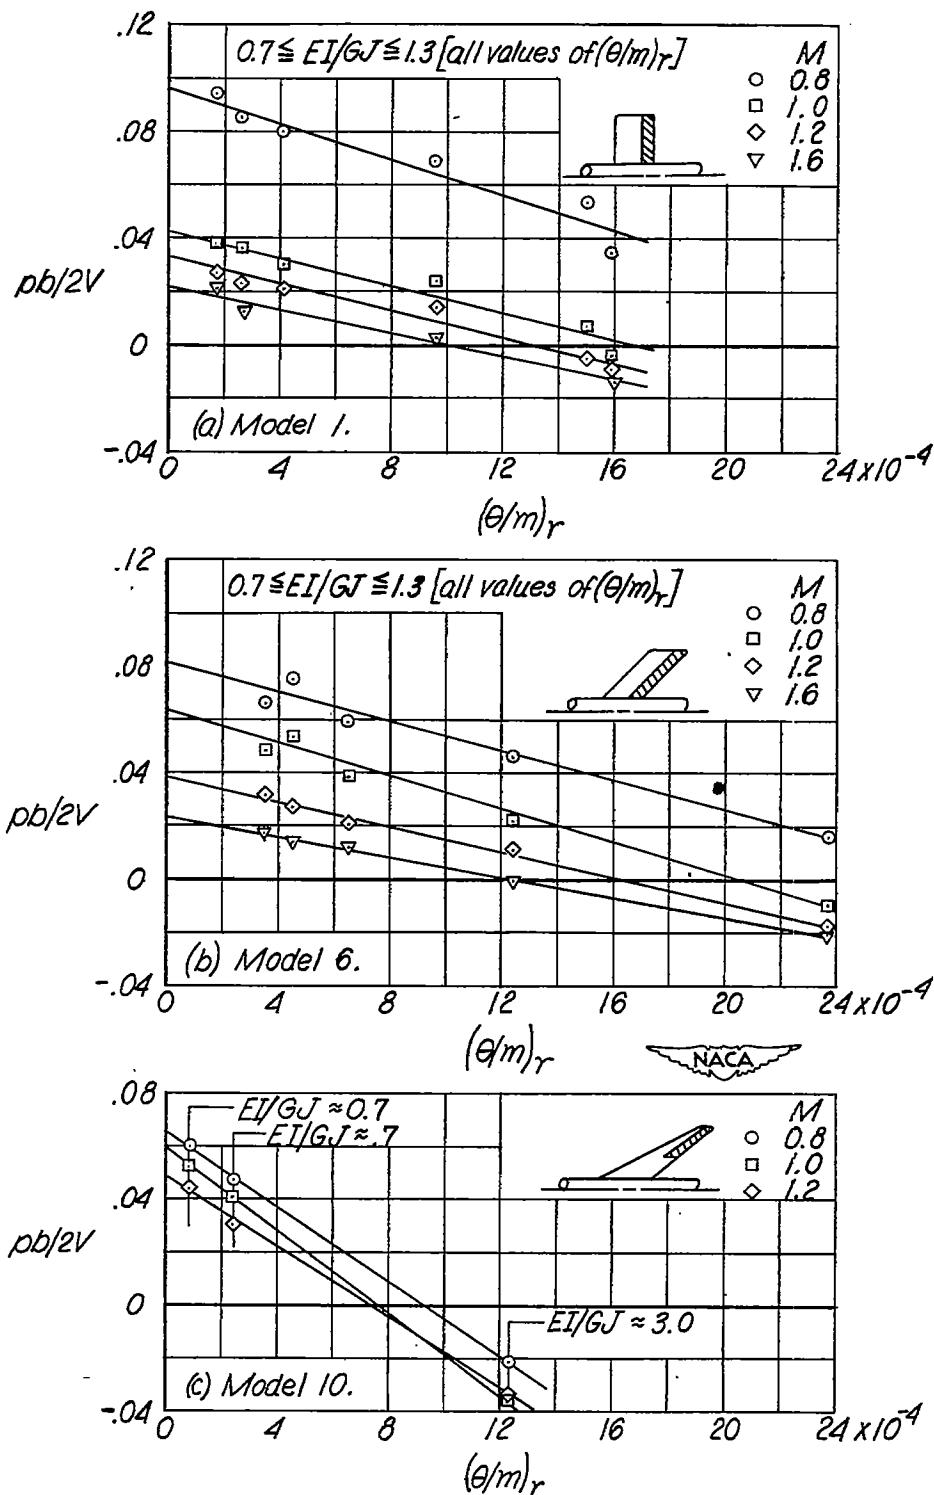 .12
0.7 ≦ EI/GJ ≦ 1.3 [all values of (θ/m)r]
M
0.8
1.0
1.2
1.6
.08
.04
pb/2V
0
(a) Model 1.
-.04
0 4 8 12 16 20 24×10⁻⁴
(θ/m)r
.12
0.7 ≦ EI/GJ ≦ 1.3 [all values of (θ/m)r]
M
0.8
1.0
1.2
1.6
.08
.04
pb/2V
0
(b) Model 6.
-.04
0 4 8 12 16 20 24×10⁻⁴
(θ/m)r
NACA
.08
EI/GJ ≈ 0.7
EI/GJ ≈ .7
M
0.8
1.0
1.2
.04
pb/2V
0
EI/GJ ≈ 3.0
(c) Model 10.
-.04
0 4 8 12 16 20 24×10⁻⁴
(θ/m)r